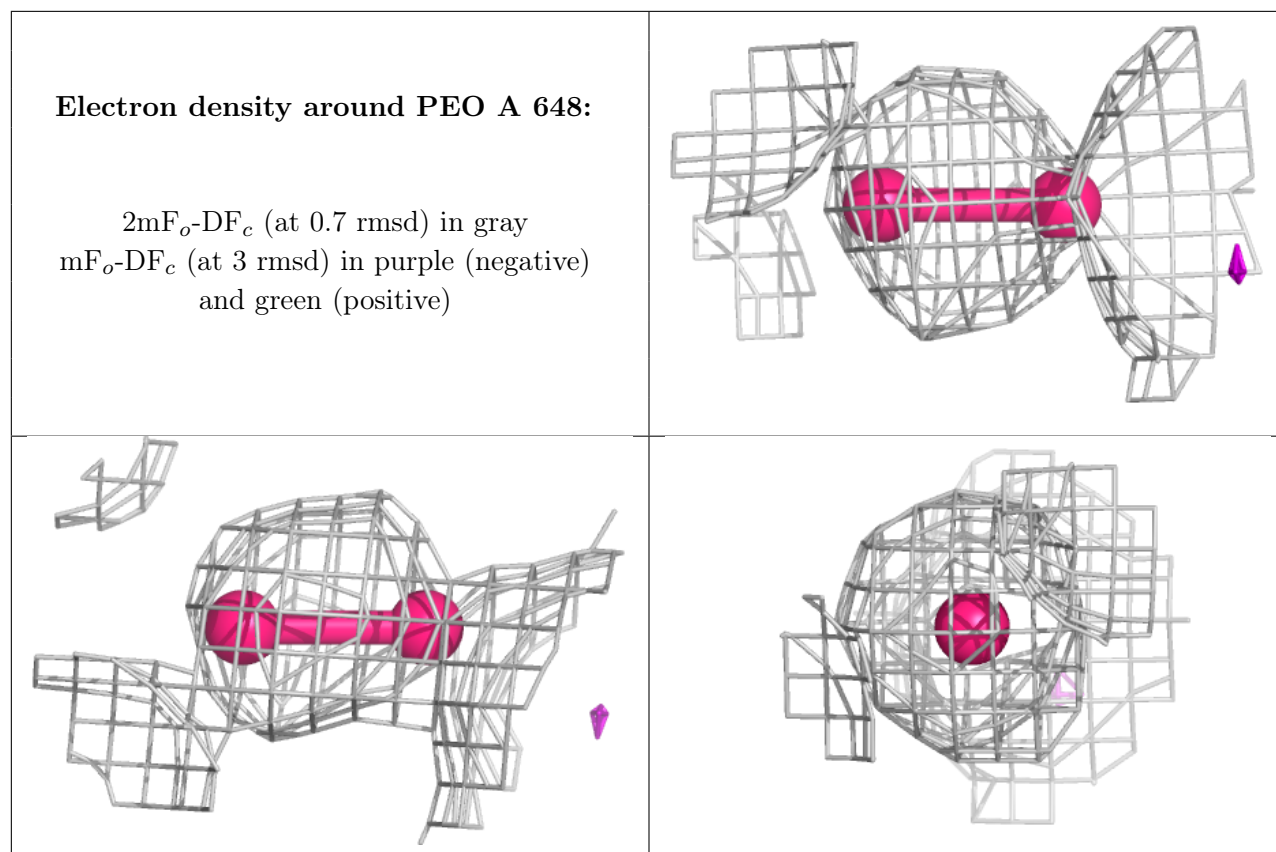 Electron density around PEO A 648:
2mFo-DFc (at 0.7 rmsd) in gray
mFo-DFc (at 3 rmsd) in purple (negative)
and green (positive)